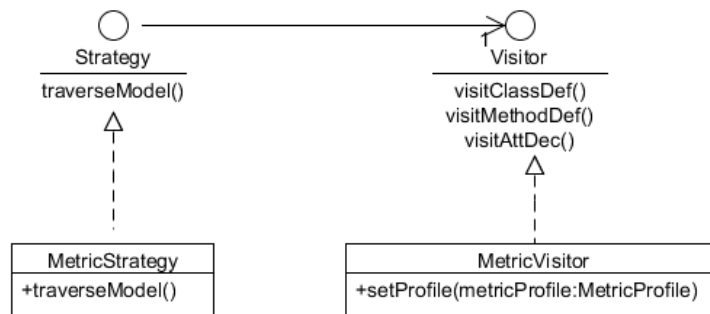 1
Strategy
Visitor
traverseModel()
visitClassDef()
visitMethodDef()
visitAttDec()
MetricStrategy
+traverseModel()
MetricVisitor
+setProfile(metricProfile:MetricProfile)